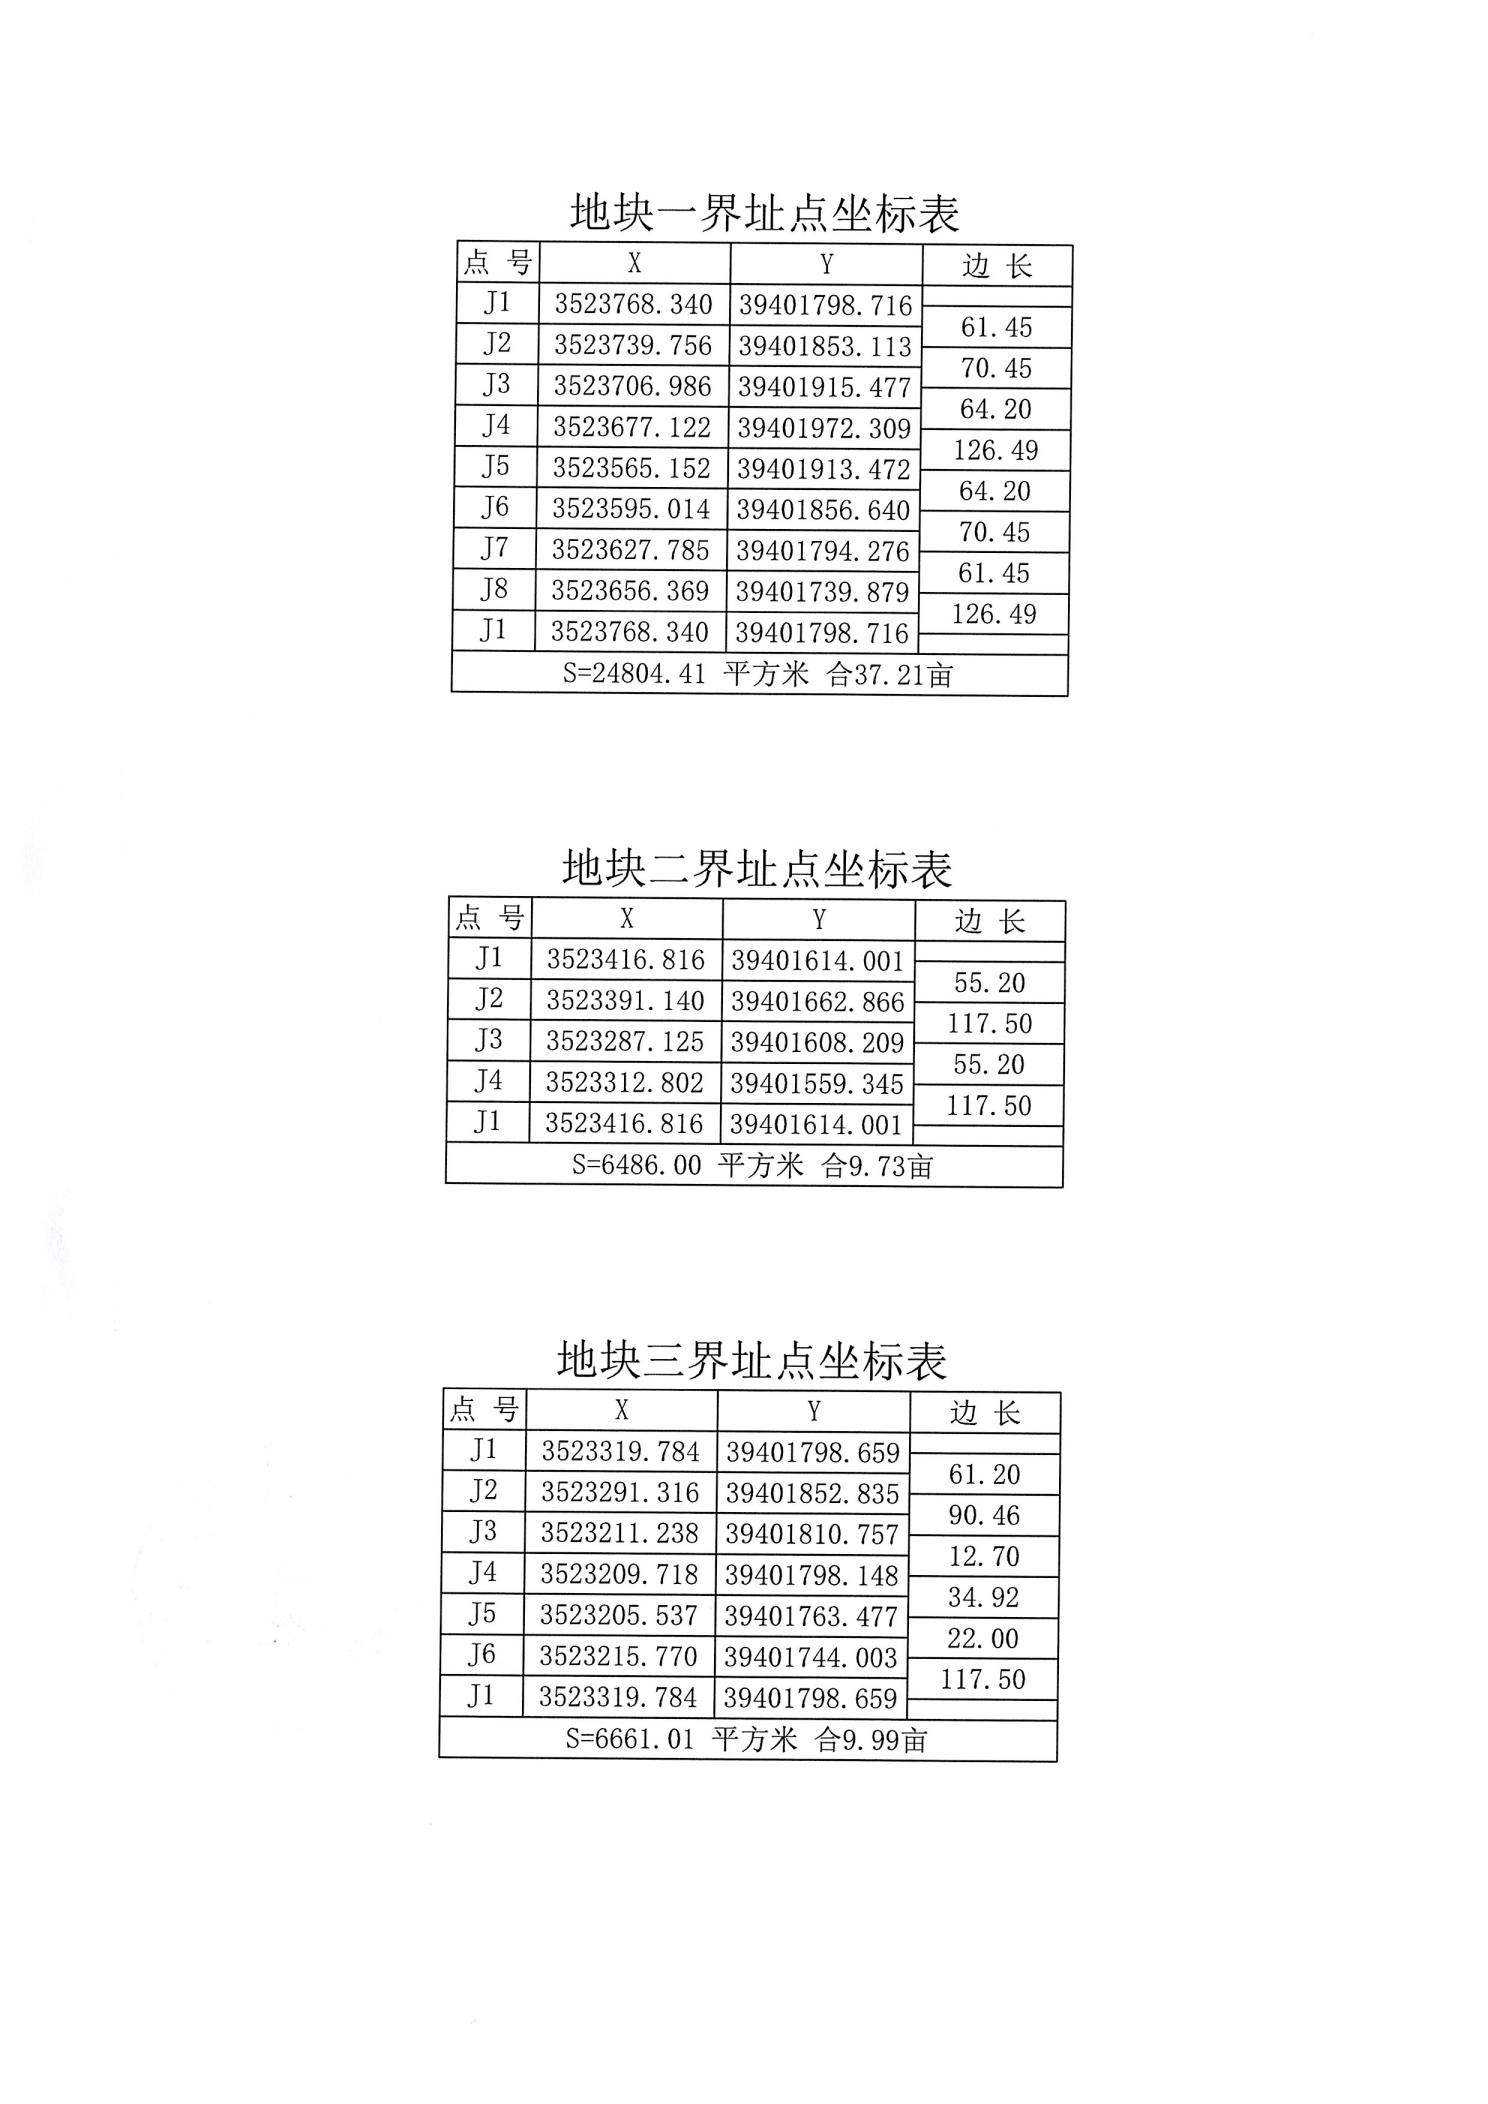 地块一界址点坐标表
点 号 X Y 边 长
J1 3523768.340 39401798.716
61.45
J2 3523739.756 39401853.113
70.45
J3 3523706.986 39401915.477
64.20
J4 3523677.122 39401972.309
126.49
J5 3523565.152 39401913.472
64.20
J6 3523595.014 39401856.640
70.45
J7 3523627.785 39401794.276
61.45
J8 3523656.369 39401739.879
126.49
J1 3523768.340 39401798.716
S=24804.41 平方米 合37.21亩
地块二界址点坐标表
点 号 X Y 边 长
J1 3523416.816 39401614.001
55.20
J2 3523391.140 39401662.866
117.50
J3 3523287.125 39401608.209
55.20
J4 3523312.802 39401559.345
117.50
J1 3523416.816 39401614.001
S=6486.00 平方米 合9.73亩
地块三界址点坐标表
点 号 X Y 边 长
J1 3523319.784 39401798.659
61.20
J2 3523291.316 39401852.835
90.46
J3 3523211.238 39401810.757
12.70
J4 3523209.718 39401798.148
34.92
J5 3523205.537 39401763.477
22.00
J6 3523215.770 39401744.003
117.50
J1 3523319.784 39401798.659
S=6661.01 平方米 合9.99亩